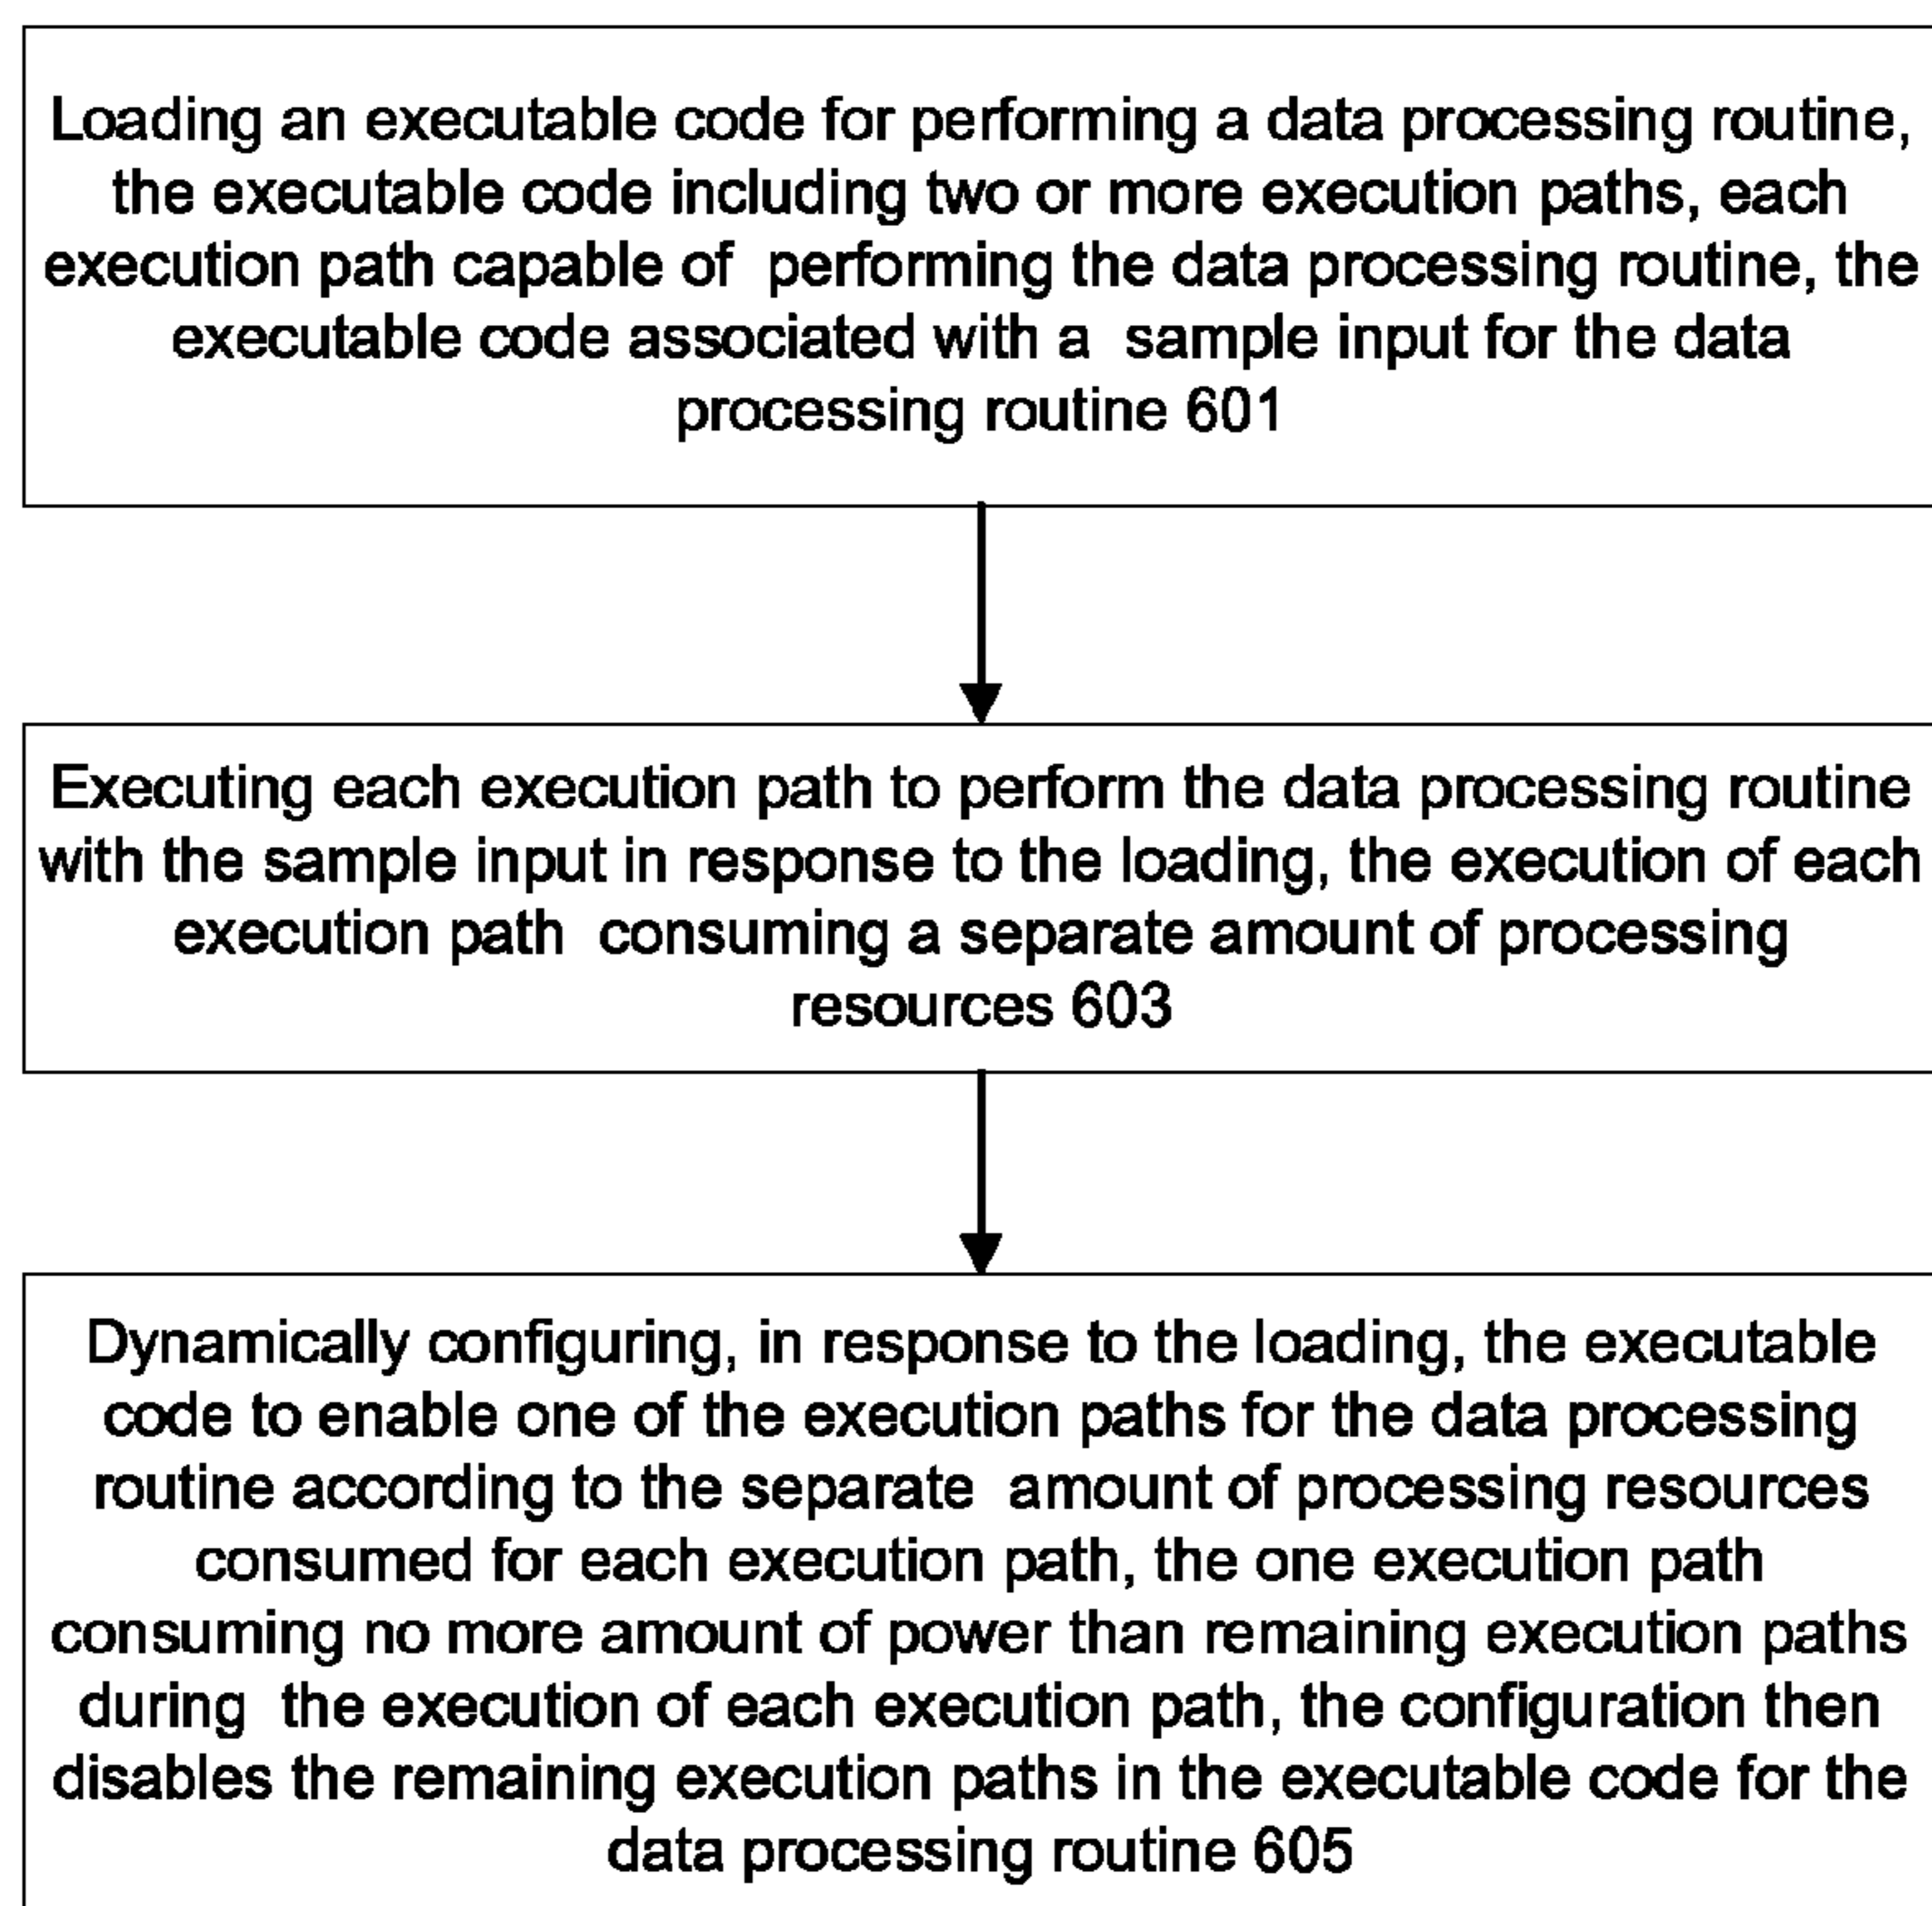 Loading an executable code for performing a data processing routine,
the executable code including two or more execution paths, each
execution path capable of performing the data processing routine, the
executable code associated with a sample input for the data
processing routine 601
Executing each execution path to perform the data processing routine
with the sample input in response to the loading, the execution of each
execution path consuming a separate amount of processing
resources 603
Dynamically configuring, in response to the loading, the executable
code to enable one of the execution paths for the data processing
routine according to the separate amount of processing resources
consumed for each execution path, the one execution path
consuming no more amount of power than remaining execution paths
during the execution of each execution path, the configuration then
disables the remaining execution paths in the executable code for the
data processing routine 605